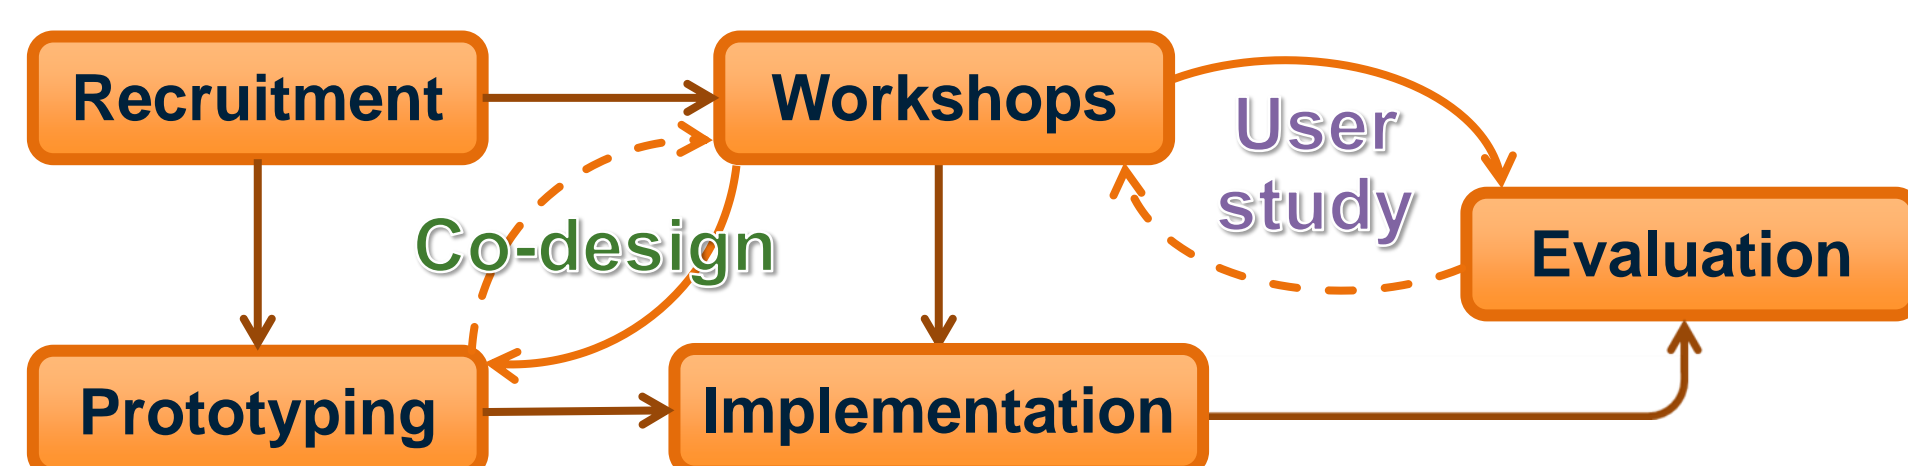 Recruitment
Workshops
User
study
Co-design
Evaluation
Prototyping
Implementation